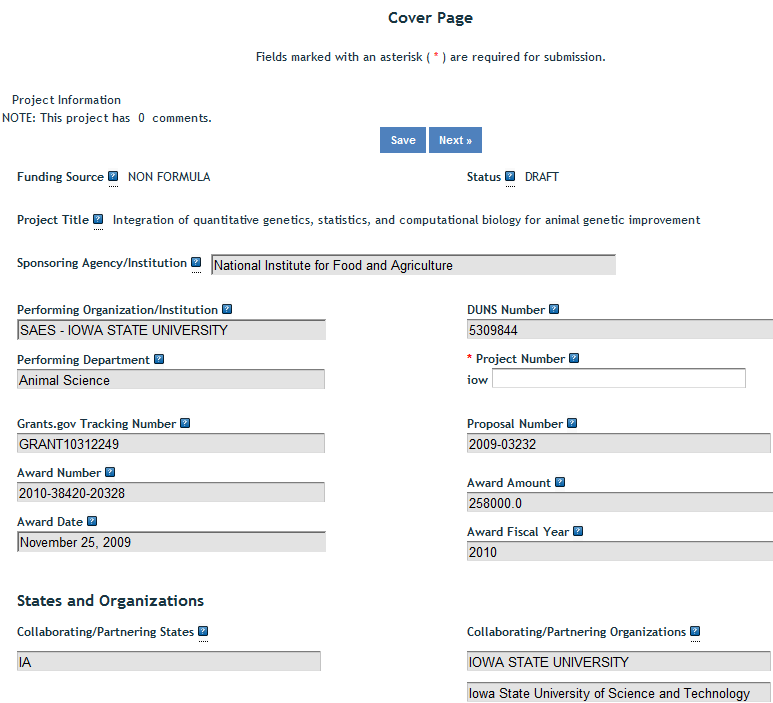 Cover Page
Fields marked with an asterisk ( * ) are required for submission.
Project Information
NOTE: This project has 0 comments.
Save Next »
Funding Source ? NON FORMULA Status ? DRAFT
Project Title ? Integration of quantitative genetics, statistics, and computational biology for animal genetic improvement
Sponsoring Agency/Institution ? National Institute for Food and Agriculture
Performing Organization/Institution ? DUNS Number ?
SAES - IOWA STATE UNIVERSITY 5309844
Performing Department ? * Project Number ?
Animal Science iow
Grants.gov Tracking Number ? Proposal Number ?
GRANT10312249 2009-03232
Award Number ? Award Amount ?
2010-38420-20328 258000.0
Award Date ? Award Fiscal Year ?
November 25, 2009 2010
States and Organizations
Collaborating/Partnering States ? Collaborating/Partnering Organizations ?
IA IOWA STATE UNIVERSITY
Iowa State University of Science and Technology